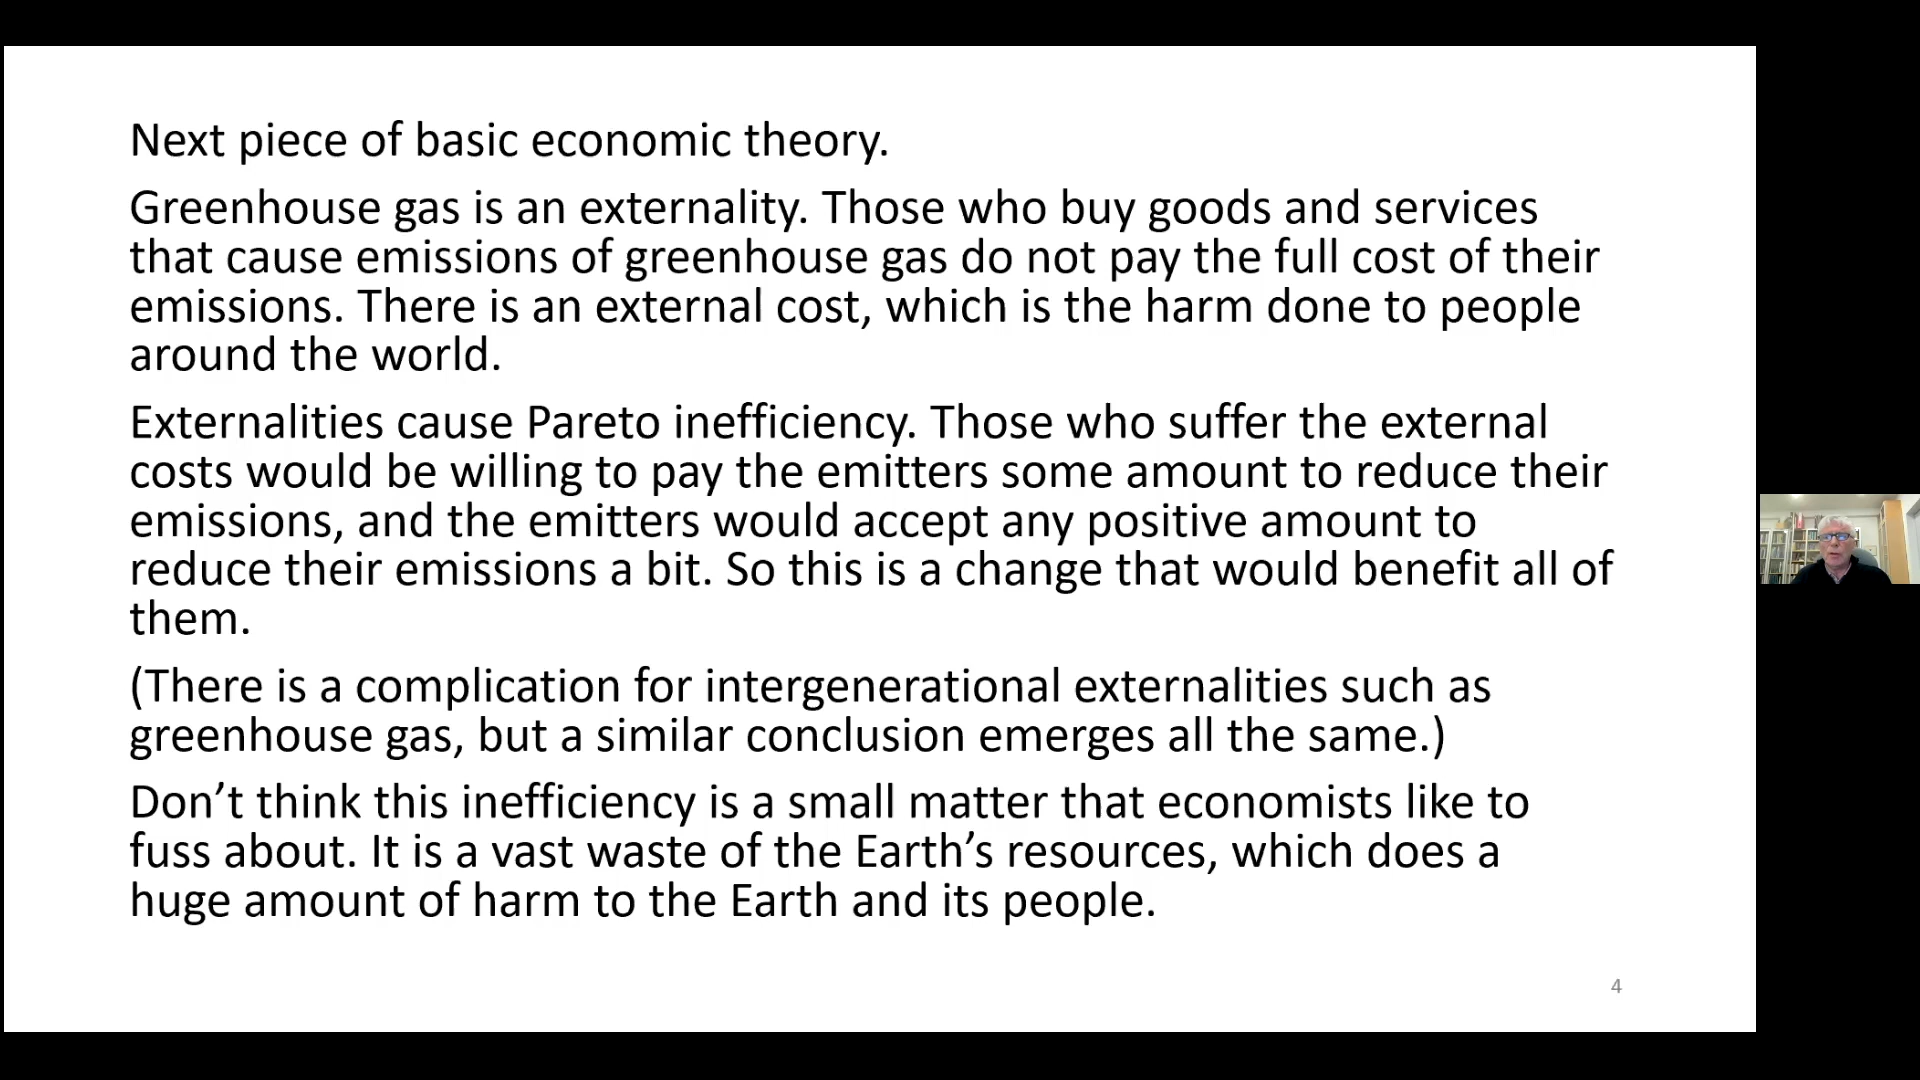 Next piece of basic economic theory.
Greenhouse gas is an externality. Those who buy goods and services
that cause emissions of greenhouse gas do not pay the full cost of their
emissions. There is an external cost, which is the harm done to people
around the world.
Externalities cause Pareto inefficiency. Those who suffer the external
costs would be willing to pay the emitters some amount to reduce their
emissions, and the emitters would accept any positive amount to
reduce their emissions a bit. So this is a change that would benefit all of
them.
(There is a complication for intergenerational externalities such as
greenhouse gas, but a similar conclusion emerges all the same.)
Don’t think this inefficiency is a small matter that economists like to
fuss about. It is a vast waste of the Earth’s resources, which does a
huge amount of harm to the Earth and its people.
4